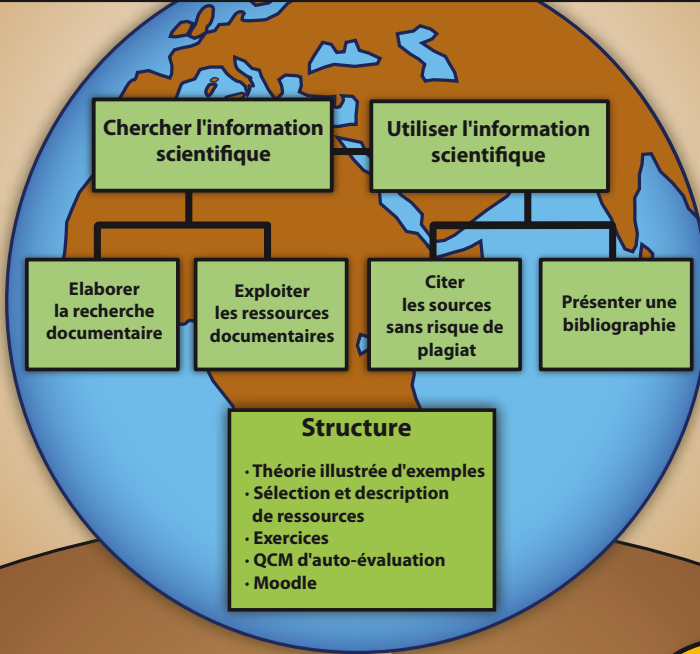 Chercher l'information
scientifique
Utiliser l'information
scientifique
Elaborer
la recherche
documentaire
Exploiter
les ressources
documentaires
Citer
les sources
sans risque de
plagiat
Présenter une
bibliographie
Structure
· Théorie illustrée d'exemples
· Sélection et description
de ressources
· Exercices
· QCM d'auto-évaluation
· Moodle